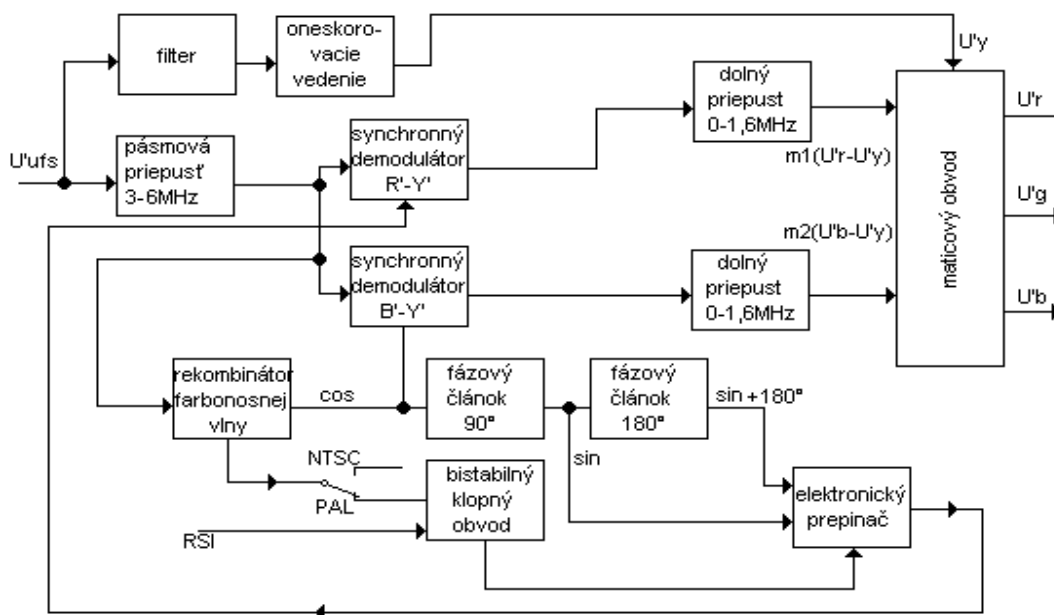 filter
oneskoro-
vacie
vedenie
U'y
dolný
priepust
0-1,6MHz
U'r
synchronný
demodulátor
R'-Y'
m1(U'r-U'y)
U'ufs
pásmová
priepusť
3-6MHz
maticový obvod
U'g
m2(U'b-U'y)
synchronný
demodulátor
B'-Y'
dolný
priepust
0-1,6MHz
U'b
rekombinátor
farbonosnej
vlny
cos
fázový
článok
90°
fázový
článok
180°
sin +180°
sin
NTSC
PAL
bistabilný
klopný
obvod
RSI
elektronický
prepinač